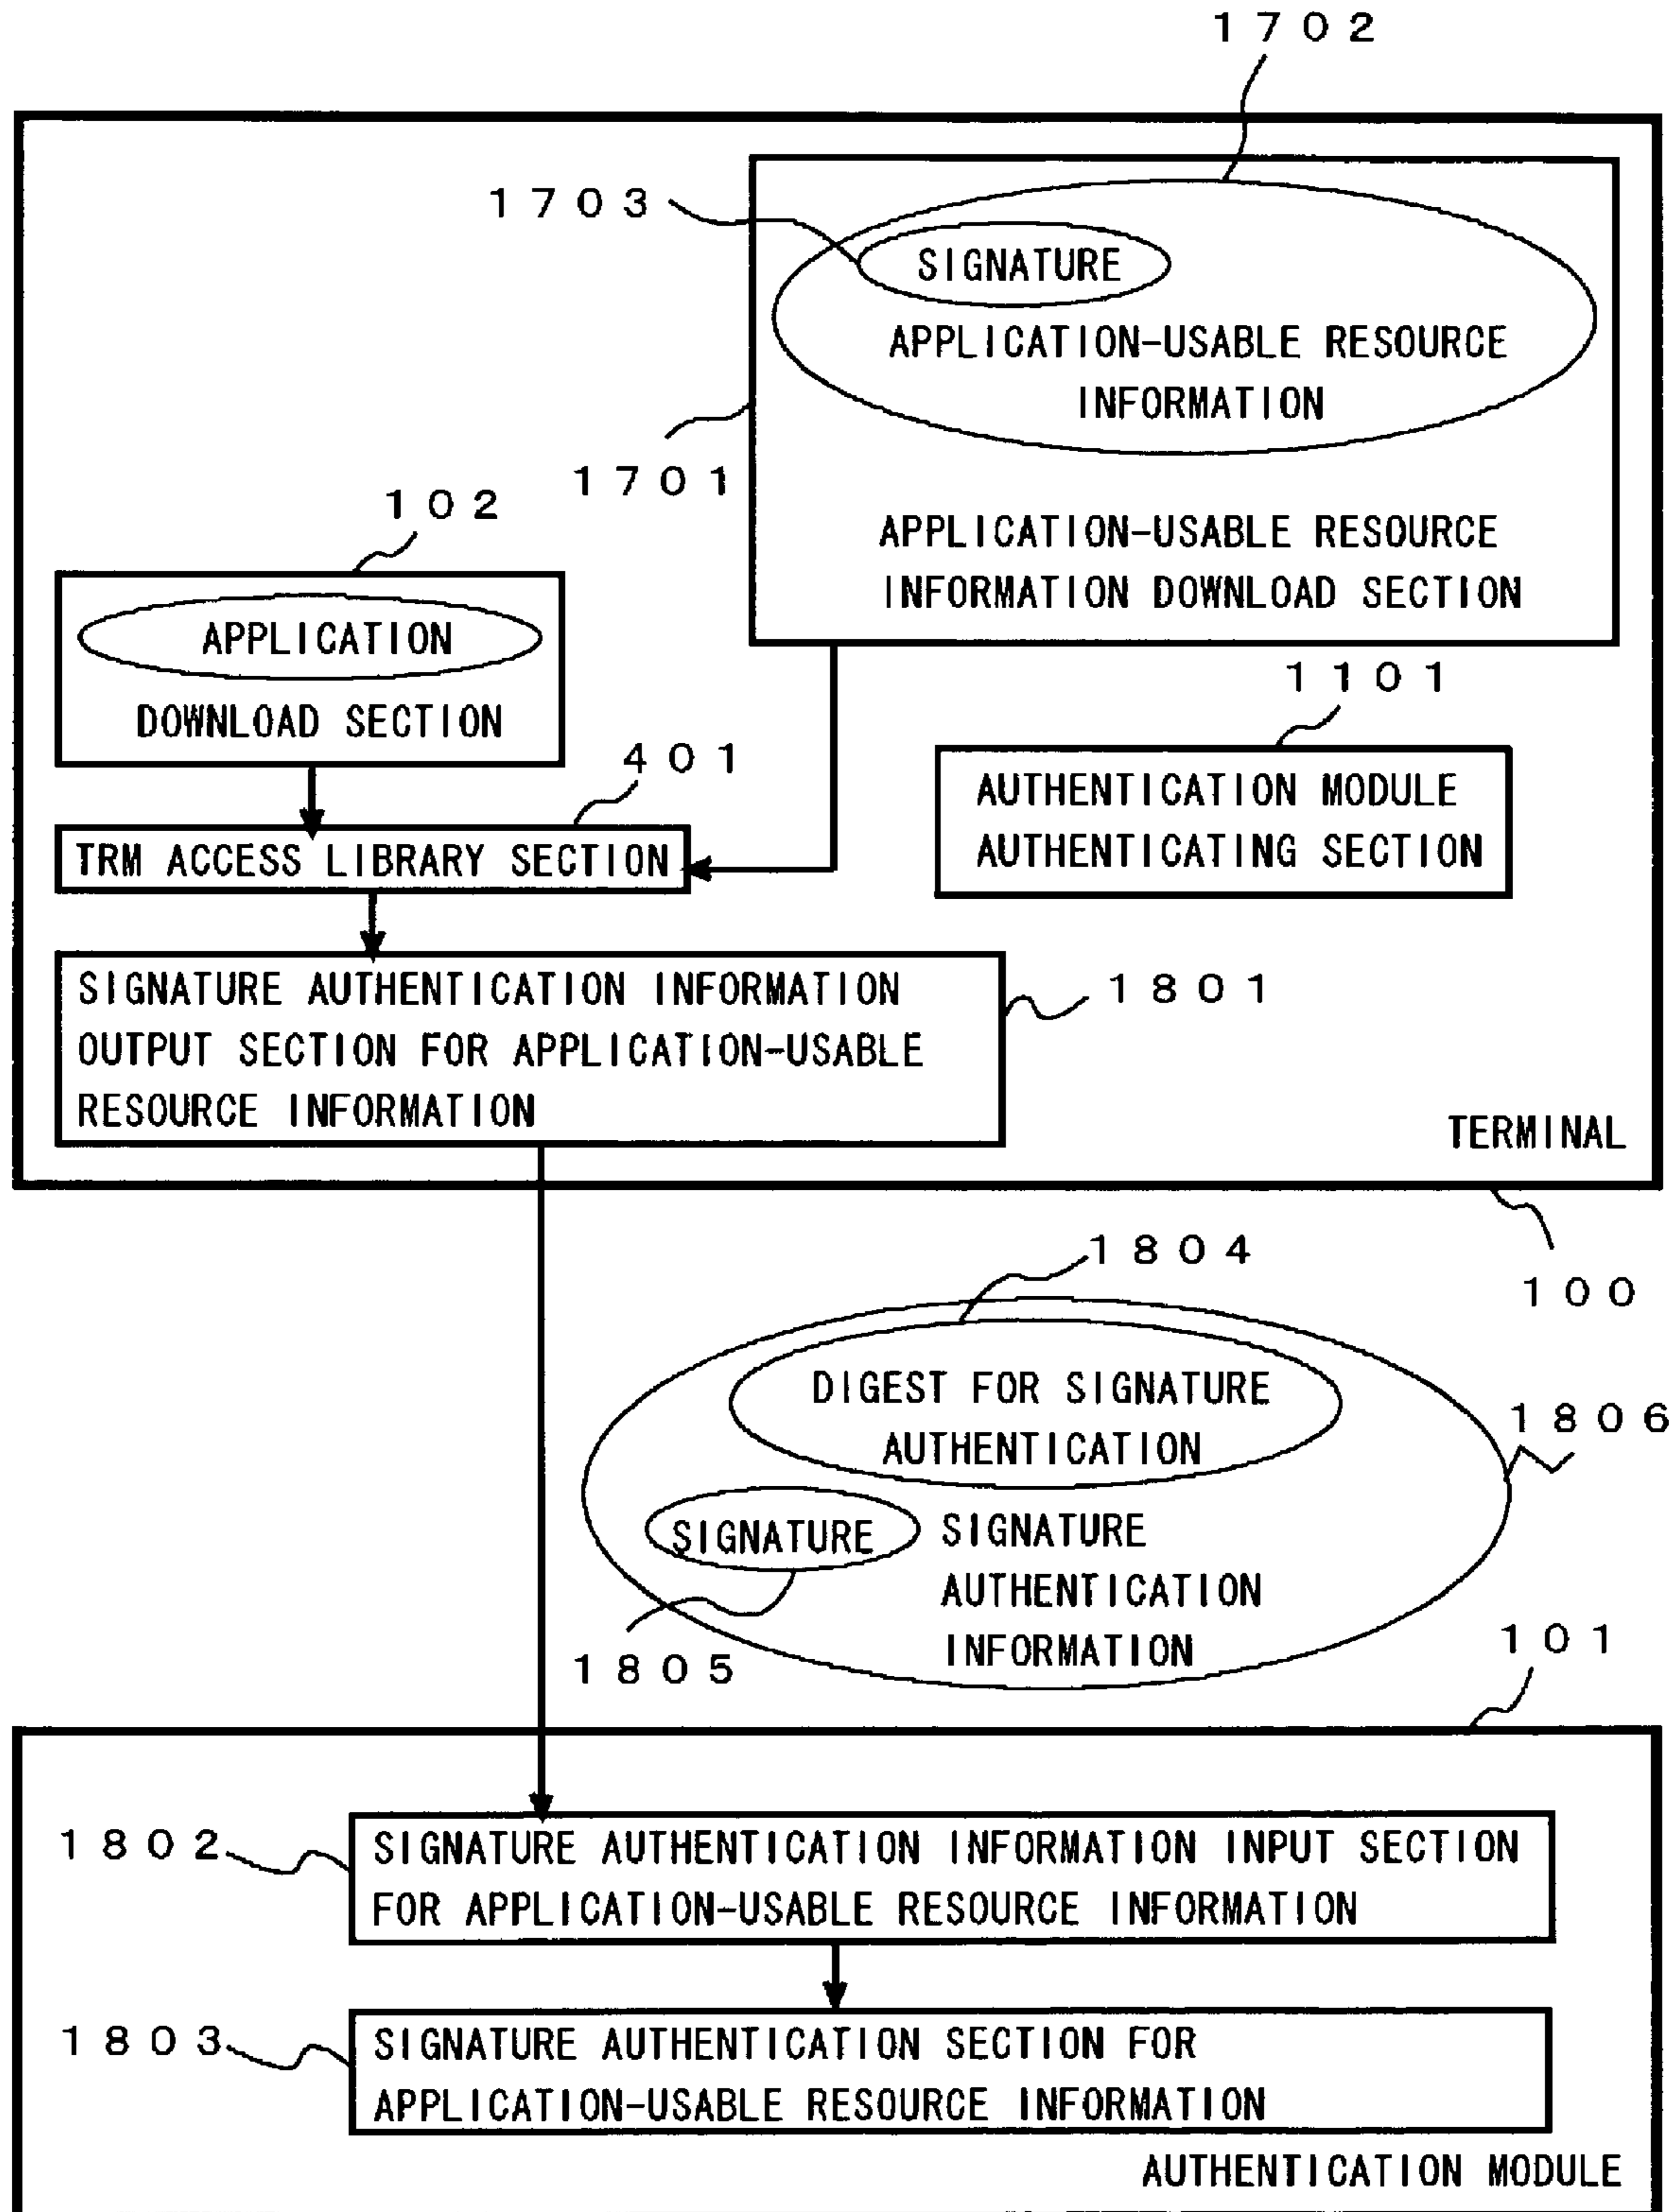 1702
1703
SIGNATURE
APPLICATION-USABLE RESOURCE
INFORMATION
1701
APPLICATION-USABLE RESOURCE
INFORMATION DOWNLOAD SECTION
102
APPLICATION
DOWNLOAD SECTION
1101
AUTHENTICATION MODULE
AUTHENTICATING SECTION
401
TRM ACCESS LIBRARY SECTION
SIGNATURE AUTHENTICATION INFORMATION
OUTPUT SECTION FOR APPLICATION-USABLE
RESOURCE INFORMATION
1801
TERMINAL
100
1804
DIGEST FOR SIGNATURE
AUTHENTICATION
1806
SIGNATURE
SIGNATURE
AUTHENTICATION
INFORMATION
1805
101
1802
SIGNATURE AUTHENTICATION INFORMATION INPUT SECTION
FOR APPLICATION-USABLE RESOURCE INFORMATION
1803
SIGNATURE AUTHENTICATION SECTION FOR
APPLICATION-USABLE RESOURCE INFORMATION
AUTHENTICATION MODULE